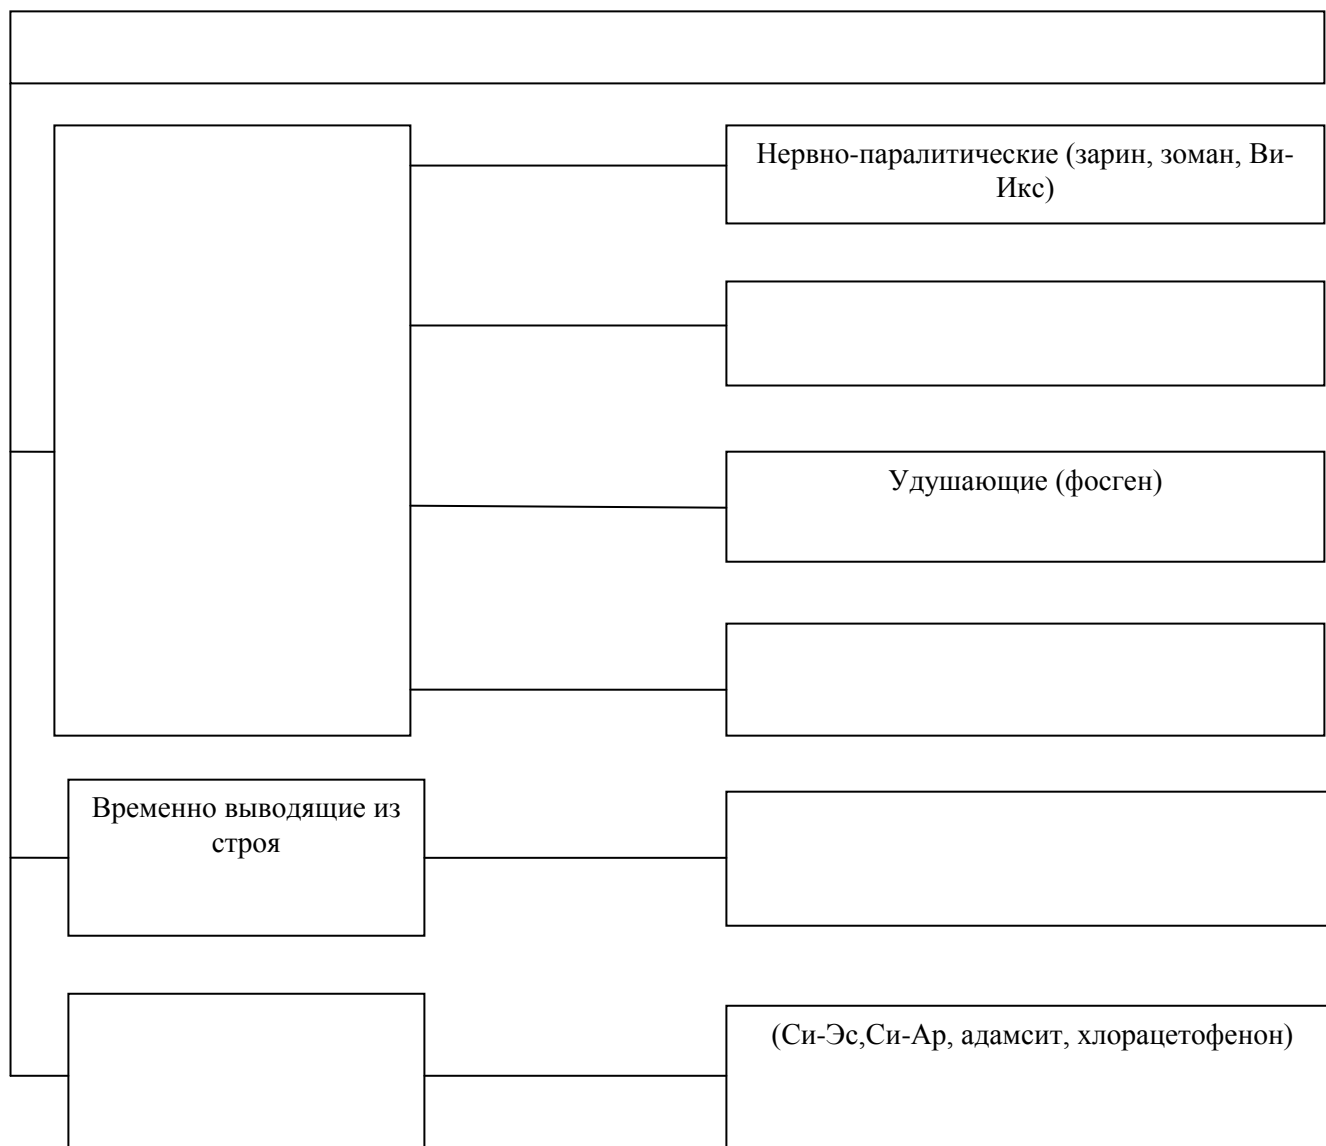 Нервно-паралитические (зарин, зоман, Ви-
Икс)
Удушающие (фосген)
Временно выводящие из
строя
(Си-Эс,Си-Ар, адамсит, хлорацетофенон)